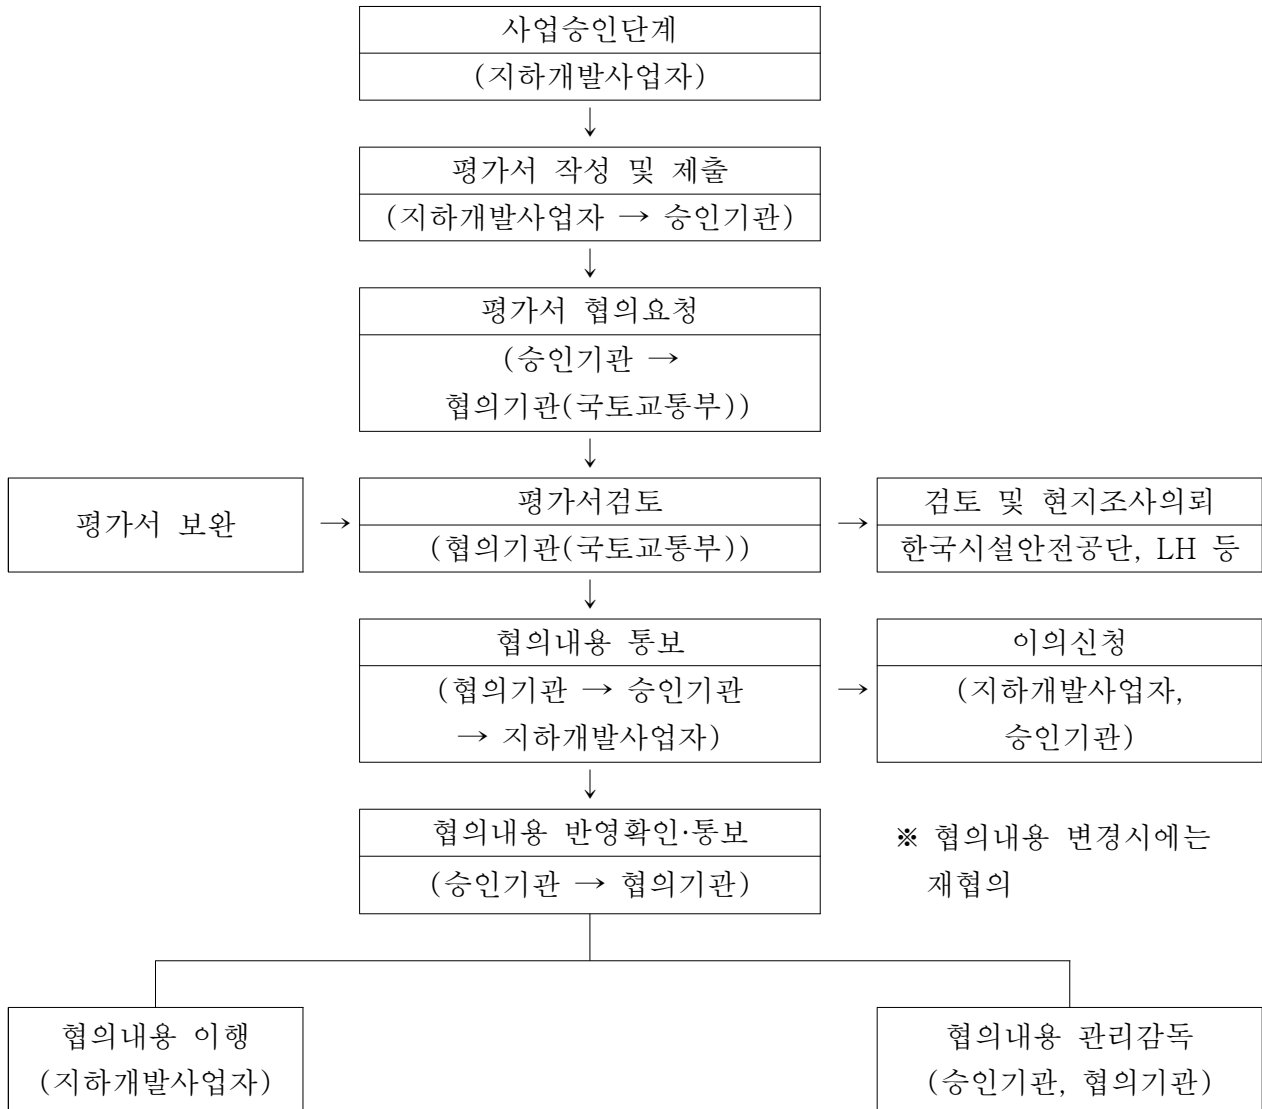 사업승인단계
(지하개발사업자)
↓
평가서 작성 및 제출
(지하개발사업자 → 승인기관)
↓
평가서 협의요청
(승인기관 →
협의기관(국토교통부))
↓
평가서 보완
→
평가서검토
(협의기관(국토교통부))
→
검토 및 현지조사의뢰
한국시설안전공단, LH 등
↓
협의내용 통보
(협의기관 → 승인기관
→ 지하개발사업자)
→
이의신청
(지하개발사업자,
승인기관)
↓
협의내용 반영확인·통보
(승인기관 → 협의기관)
※ 협의내용 변경시에는
재협의
협의내용 이행
(지하개발사업자)
협의내용 관리감독
(승인기관, 협의기관)